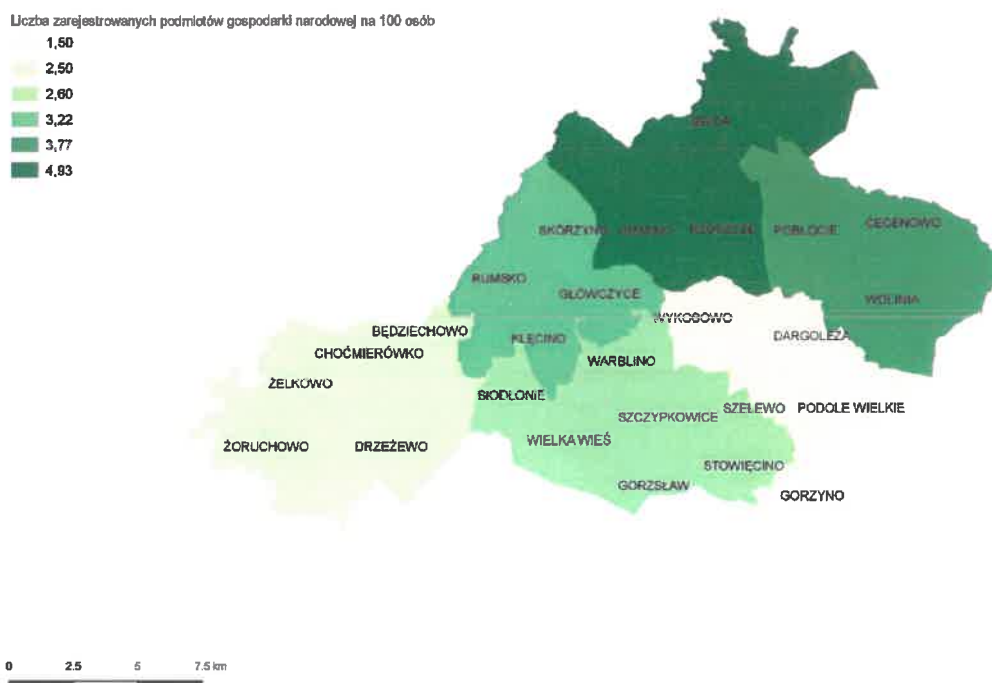 Liczba zarejestrowanych podmiotów gospodarki narodowej na 100 osób
1,50
2,50
2,60
3,22
3,77
4,93
SKÓRZYNO
POBŁOCIE
CECENOWO
RUMSKO
GŁÓWCZYCE
WOLINIA
WYKOSOWO
BĘDZIECHOWO
KLĘCINO
DARGOLEZA
CHOĆMIERÓWKO
WARBLINO
ŻELKOWO
SIODŁONIE
SZCZYPKOWICE
SZELEWO
PODOLE WIELKIE
ŻORUCHOWO
DRZEŻEWO
WIELKA WIEŚ
STOWIĘCINO
GORZSŁAW
GORZYNO
0 2.5 5 7.5 km